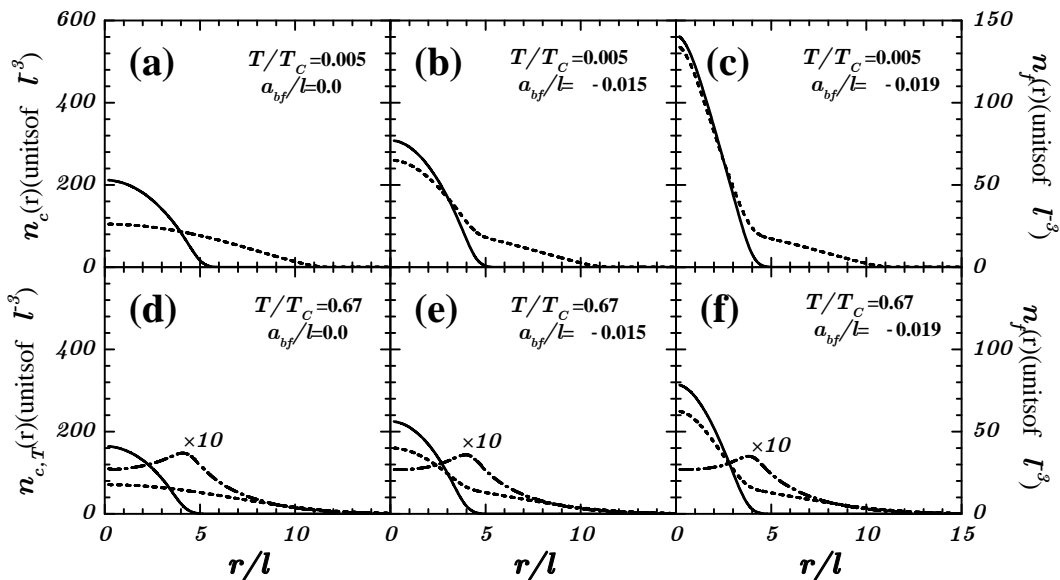 600
400
200
0
n_c(r)(unitsof l^-3)
(a)
T/T_C=0.005
a_bf/l=0.0
(b)
T/T_C=0.005
a_bf/l= -0.015
(c)
T/T_C=0.005
a_bf/l= -0.019
150
100
50
0
n_f(r)(unitsof l^-3)
400
200
0
n_c,T(r)(unitsof l^-3)
(d)
T/T_C=0.67
a_bf/l=0.0
×10
(e)
T/T_C=0.67
a_bf/l= -0.015
×10
(f)
T/T_C=0.67
a_bf/l= -0.019
×10
100
50
0
n_f(r)(unitsof l^-3)
0 5 10 0 5 10 0 5 10 15
r/l r/l r/l